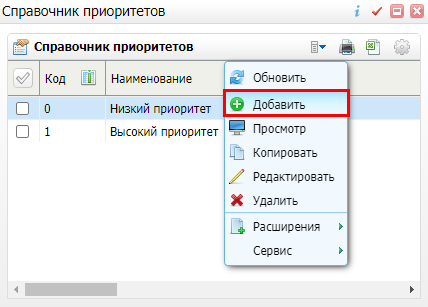 Справочник приоритетов
Справочник приоритетов
Код Наименование
0 Низкий приоритет
1 Высокий приоритет
Обновить
Добавить
Просмотр
Копировать
Редактировать
Удалить
Расширения
Сервис